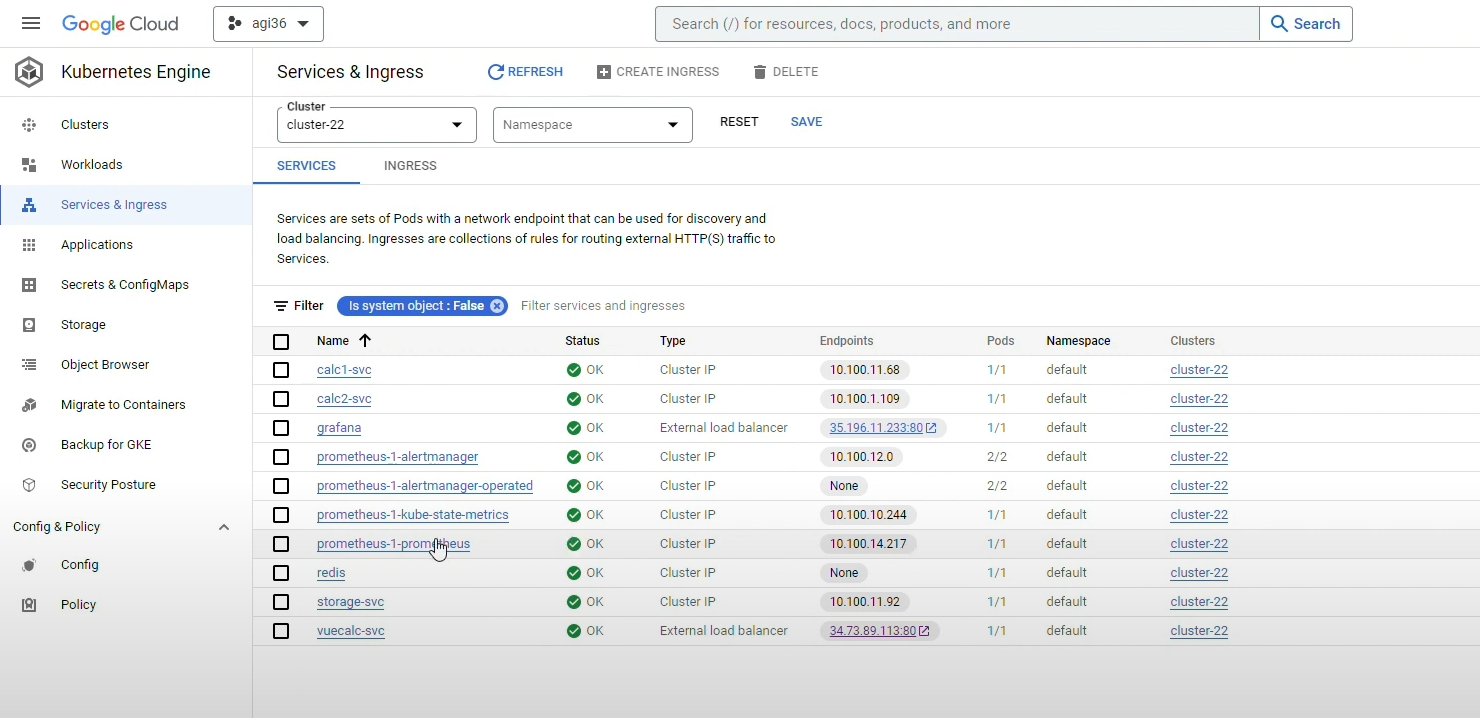 Google Cloud
agi36
Search (/) for resources, docs, products, and more
Search
Kubernetes Engine
Services & Ingress
REFRESH
CREATE INGRESS
DELETE
Clusters
Workloads
Services & Ingress
Applications
Secrets & ConfigMaps
Storage
Object Browser
Migrate to Containers
Backup for GKE
Security Posture
Config & Policy
Config
Policy
Cluster
cluster-22
Namespace
RESET
SAVE
SERVICES
INGRESS
Services are sets of Pods with a network endpoint that can be used for discovery and
load balancing. Ingresses are collections of rules for routing external HTTP(S) traffic to
Services.
Filter
Is system object : False
Filter services and ingresses
Name Status Type Endpoints Pods Namespace Clusters
calc1-svc OK Cluster IP 10.100.11.68 1/1 default cluster-22
calc2-svc OK Cluster IP 10.100.1.109 1/1 default cluster-22
grafana OK External load balancer 35.196.11.233:80 1/1 default cluster-22
prometheus-1-alertmanager OK Cluster IP 10.100.12.0 2/2 default cluster-22
prometheus-1-alertmanager-operated OK Cluster IP None 2/2 default cluster-22
prometheus-1-kube-state-metrics OK Cluster IP 10.100.10.244 1/1 default cluster-22
prometheus-1-prometheus OK Cluster IP 10.100.14.217 1/1 default cluster-22
redis OK Cluster IP None 1/1 default cluster-22
storage-svc OK Cluster IP 10.100.11.92 1/1 default cluster-22
vuecalc-svc OK External load balancer 34.73.89.113:80 1/1 default cluster-22